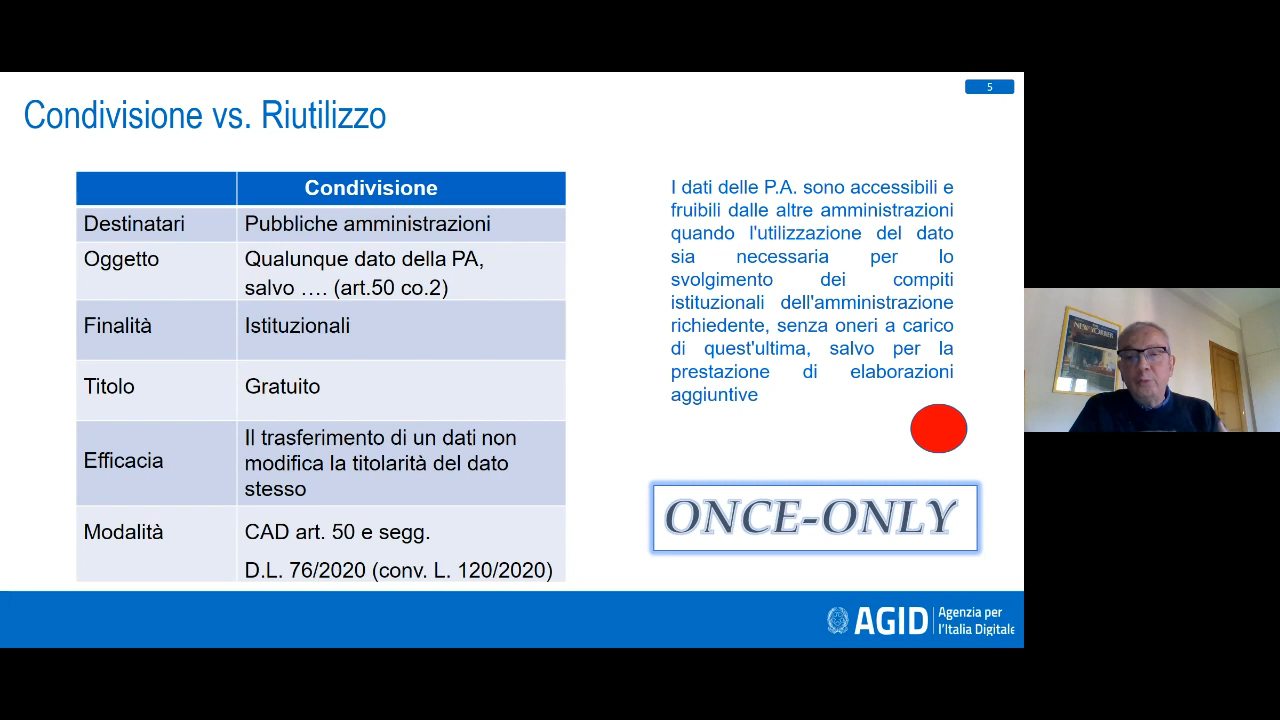 5
Condivisione vs. Riutilizzo
Condivisione
Destinatari
Pubbliche amministrazioni
Oggetto
Qualunque dato della PA,
salvo .... (art.50 co.2)
Finalità
Istituzionali
Titolo
Gratuito
Efficacia
Il trasferimento di un dati non
modifica la titolarità del dato
stesso
Modalità
CAD art. 50 e segg.
D.L. 76/2020 (conv. L. 120/2020)
I dati delle P.A. sono accessibili e
fruibili dalle altre amministrazioni
quando l'utilizzazione del dato
sia necessaria per lo
svolgimento dei compiti
istituzionali dell'amministrazione
richiedente, senza oneri a carico
di quest'ultima, salvo per la
prestazione di elaborazioni
aggiuntive
ONCE-ONLY
AGID
Agenzia per
l'Italia Digitale
NEW YORKER